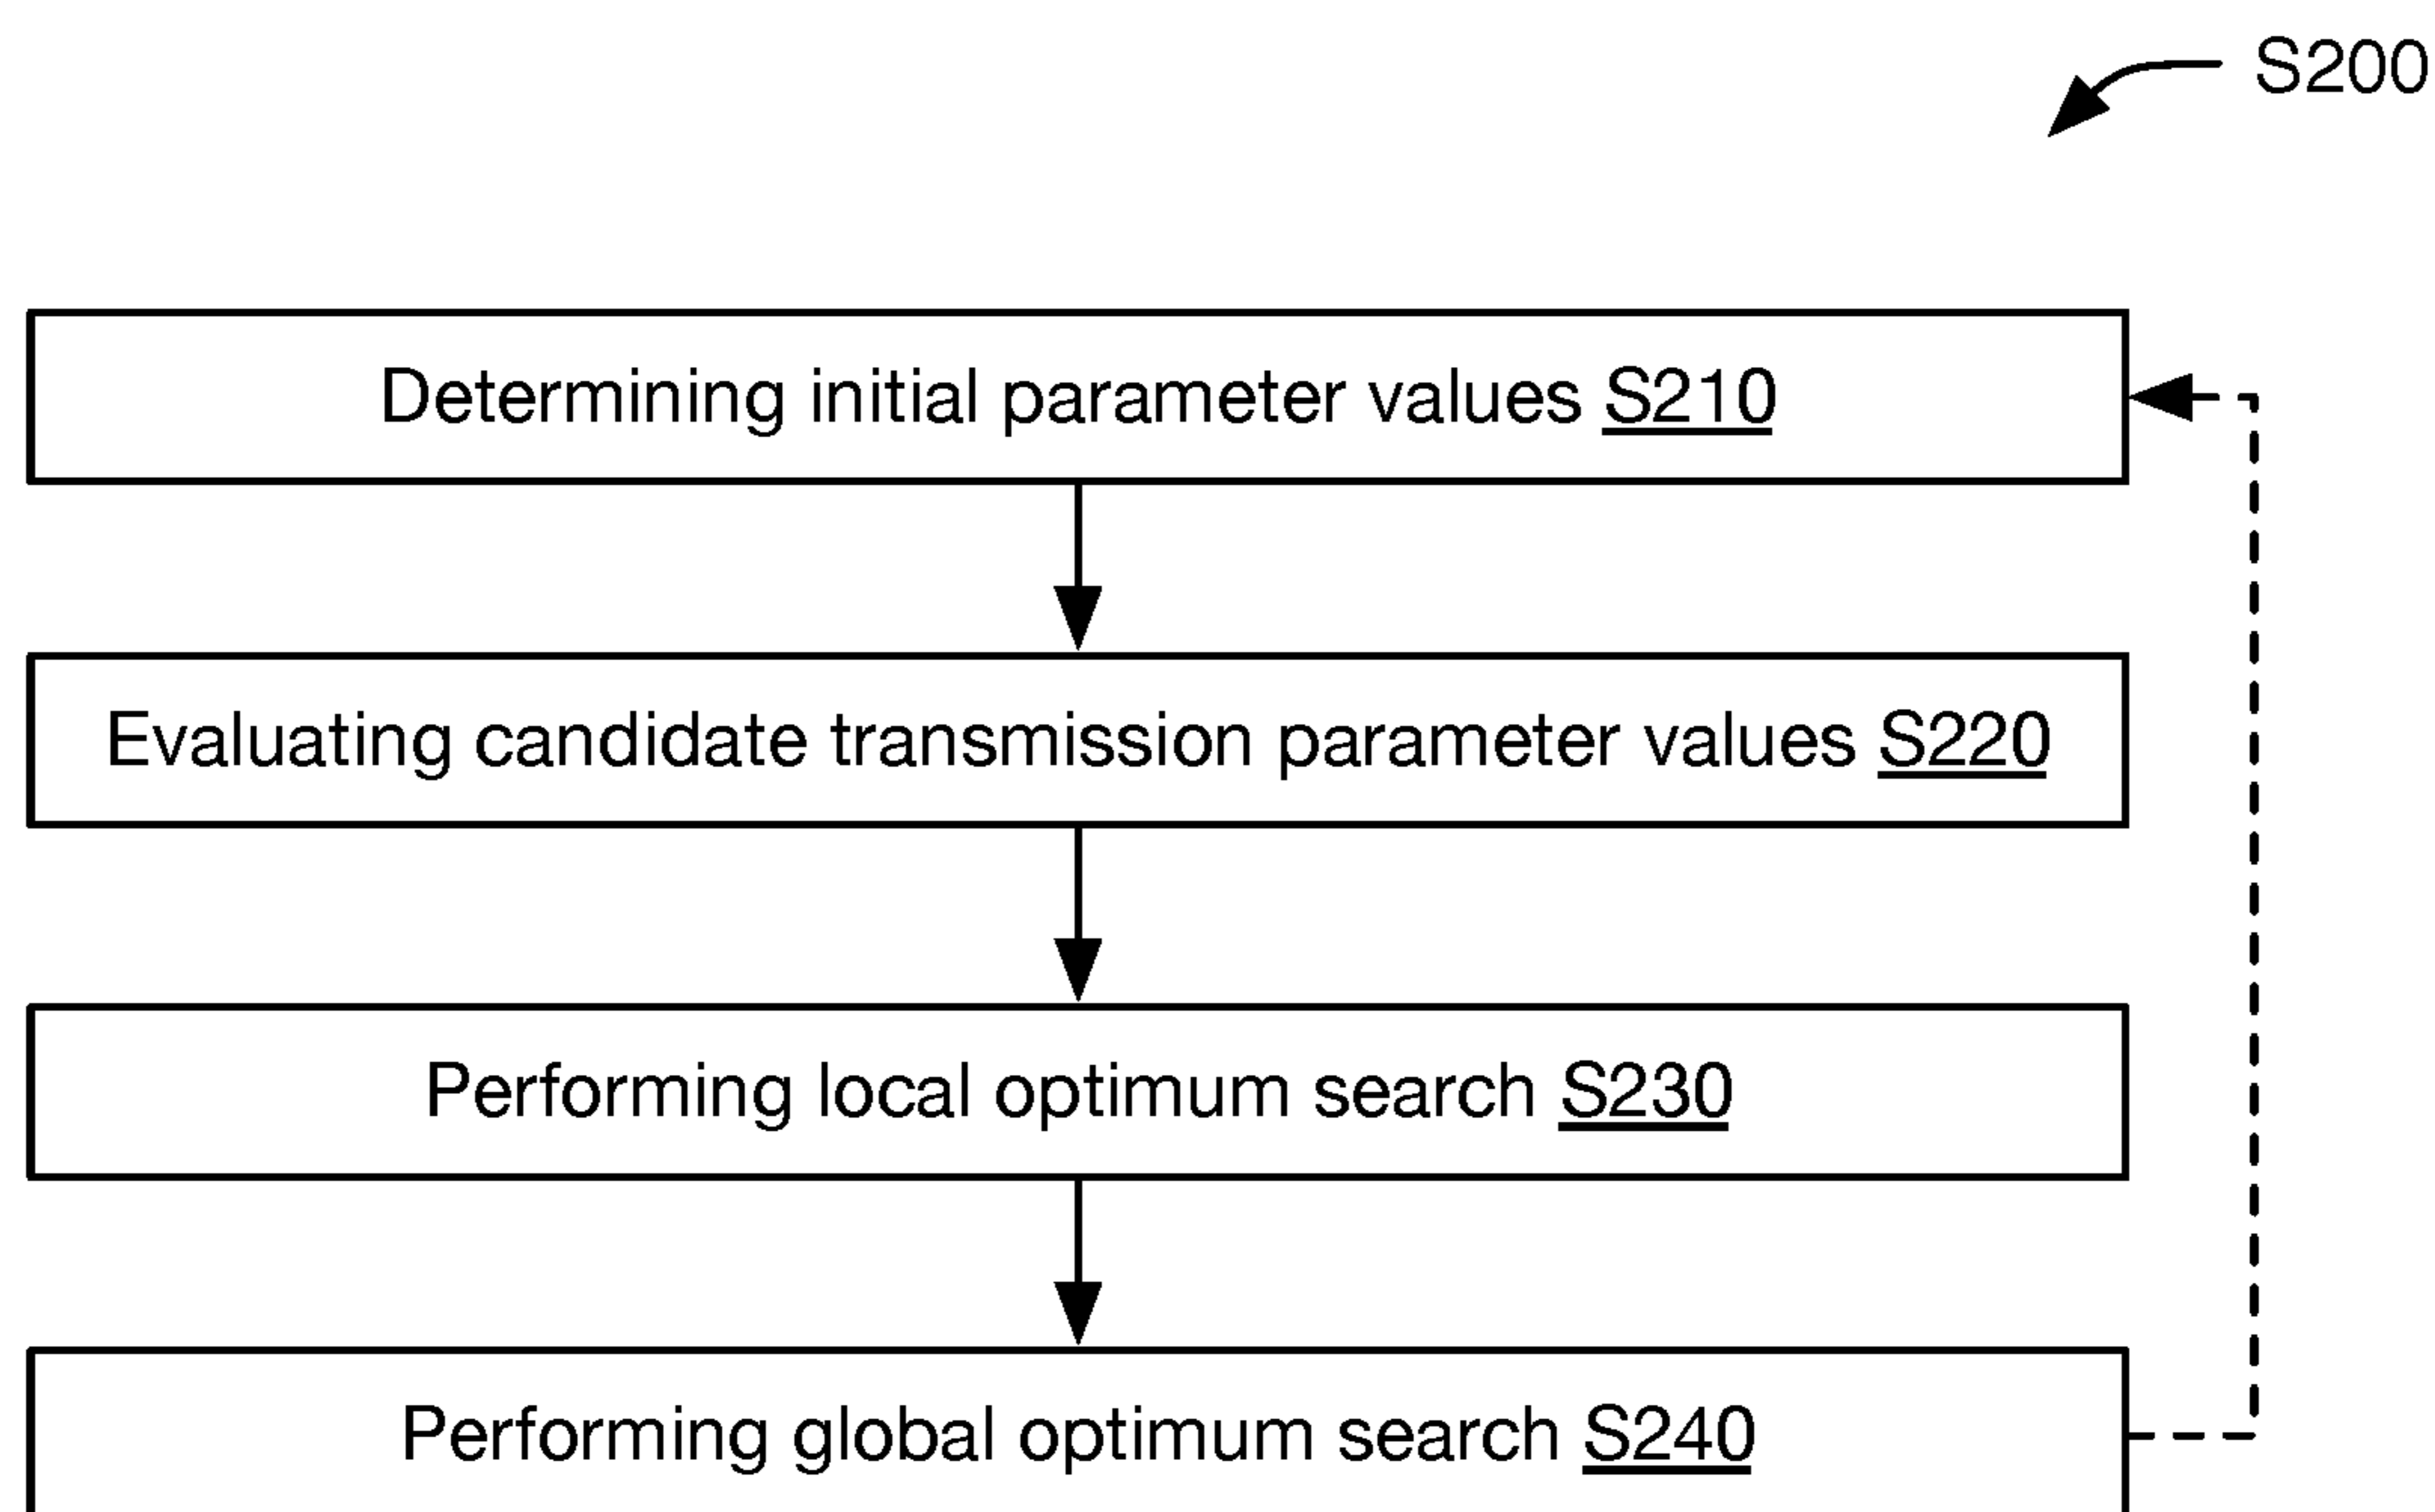 S200
Determining initial parameter values S210
Evaluating candidate transmission parameter values S220
Performing local optimum search S230
Performing global optimum search S240